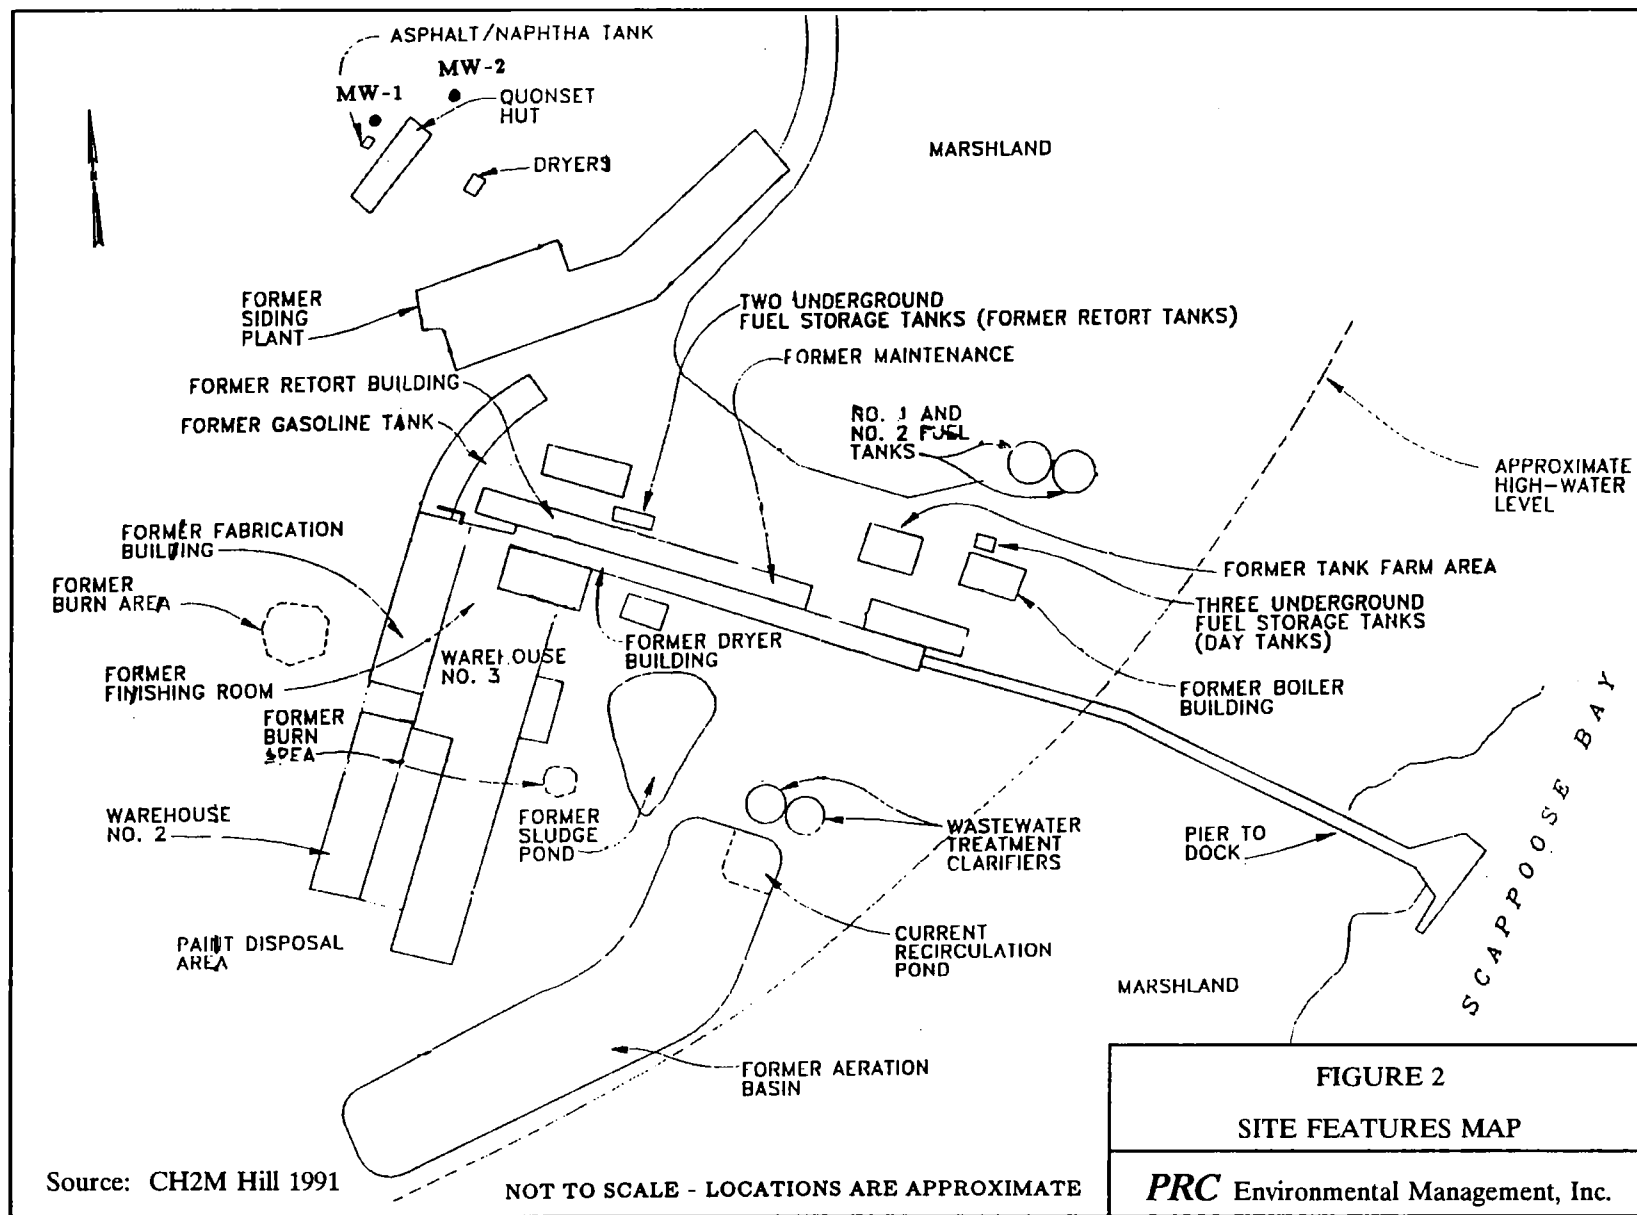 ASPHALT/NAPHTHA TANK
MW-2
MW-1
QUONSET
HUT
DRYERS
MARSHLAND
N
FORMER
SIDING
PLANT
TWO UNDERGROUND
FUEL STORAGE TANKS (FORMER RETORT TANKS)
FORMER MAINTENANCE
FORMER RETORT BUILDING
FORMER GASOLINE TANK
NO. 1 AND
NO. 2 FUEL
TANKS
APPROXIMATE
HIGH-WATER
LEVEL
FORMER FABRICATION
BUILDING
FORMER
BURN AREA
FORMER TANK FARM AREA
THREE UNDERGROUND
FUEL STORAGE TANKS
(DAY TANKS)
FORMER DRYER
BUILDING
WAREHOUSE
NO. 3
FORMER
FINISHING ROOM
FORMER BOILER
BUILDING
FORMER
BURN
AREA
SCAPPOOSE BAY
WAREHOUSE
NO. 2
FORMER
SLUDGE
POND
WASTEWATER
TREATMENT
CLARIFIERS
PIER TO
DOCK
PAINT DISPOSAL
AREA
CURRENT
RECIRCULATION
POND
MARSHLAND
FORMER AERATION
BASIN
FIGURE 2
SITE FEATURES MAP
Source: CH2M Hill 1991
NOT TO SCALE - LOCATIONS ARE APPROXIMATE
PRC Environmental Management, Inc.